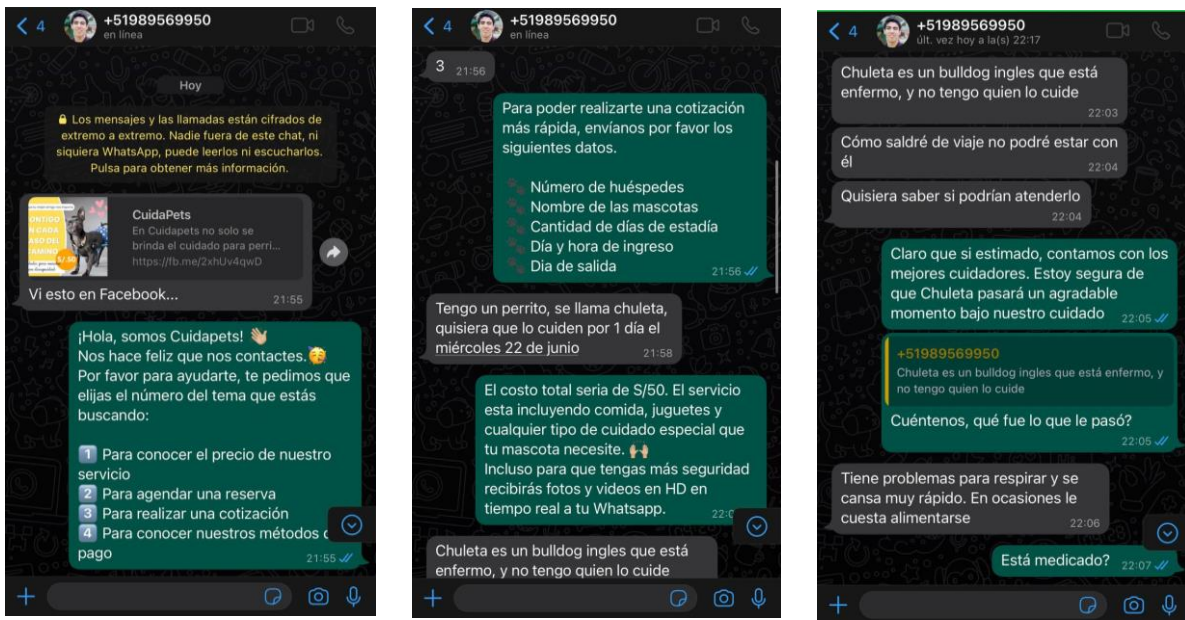 4
+51989569950
en línea
Hoy
Los mensajes y las llamadas están cifrados de
extremo a extremo. Nadie fuera de este chat, ni
siquiera WhatsApp, puede leerlos ni escucharlos.
Pulsa para obtener más información.
CONTIGO
EN CADA
PASO DEL
CAMINO
S/.50
CuidaPets
En Cuidapets no solo se
brinda el cuidado para perri...
https://fb.me/2xhUv4qwD
Vi esto en Facebook...
21:55
¡Hola, somos Cuidapets! 👋🏼
Nos hace feliz que nos contactes.🥳
Por favor para ayudarte, te pedimos que
elijas el número del tema que estás
buscando:
1️⃣ Para conocer el precio de nuestro
servicio
2️⃣ Para agendar una reserva
3️⃣ Para realizar una cotización
4️⃣ Para conocer nuestros métodos
pago
21:55
4
+51989569950
en línea
3 21:56
Para poder realizarte una cotización
más rápida, envíanos por favor los
siguientes datos.
🐾 Número de huéspedes
🐾 Nombre de las mascotas
🐾 Cantidad de días de estadía
🐾 Día y hora de ingreso
🐾 Dia de salida
21:56
Tengo un perrito, se llama chuleta,
quisiera que lo cuiden por 1 día el
miércoles 22 de junio
21:58
El costo total seria de S/50. El servicio
esta incluyendo comida, juguetes y
cualquier tipo de cuidado especial que
tu mascota necesite. 🙌🏼
Incluso para que tengas más seguridad
recibirás fotos y videos en HD en
tiempo real a tu Whatsapp.
Chuleta es un bulldog ingles que está
enfermo, y no tengo quien lo cuide
4
+51989569950
últ. vez hoy a la(s) 22:17
Chuleta es un bulldog ingles que está
enfermo, y no tengo quien lo cuide
22:03
Cómo saldré de viaje no podré estar con
él
22:04
Quisiera saber si podrían atenderlo
22:04
Claro que si estimado, contamos con los
mejores cuidadores. Estoy segura de
que Chuleta pasará un agradable
momento bajo nuestro cuidado 22:05
+51989569950
Chuleta es un bulldog ingles que está enfermo, y
no tengo quien lo cuide
Cuéntenos, qué fue lo que le pasó?
22:05
Tiene problemas para respirar y se
cansa muy rápido. En ocasiones le
cuesta alimentarse
22:06
Está medicado? 22:07